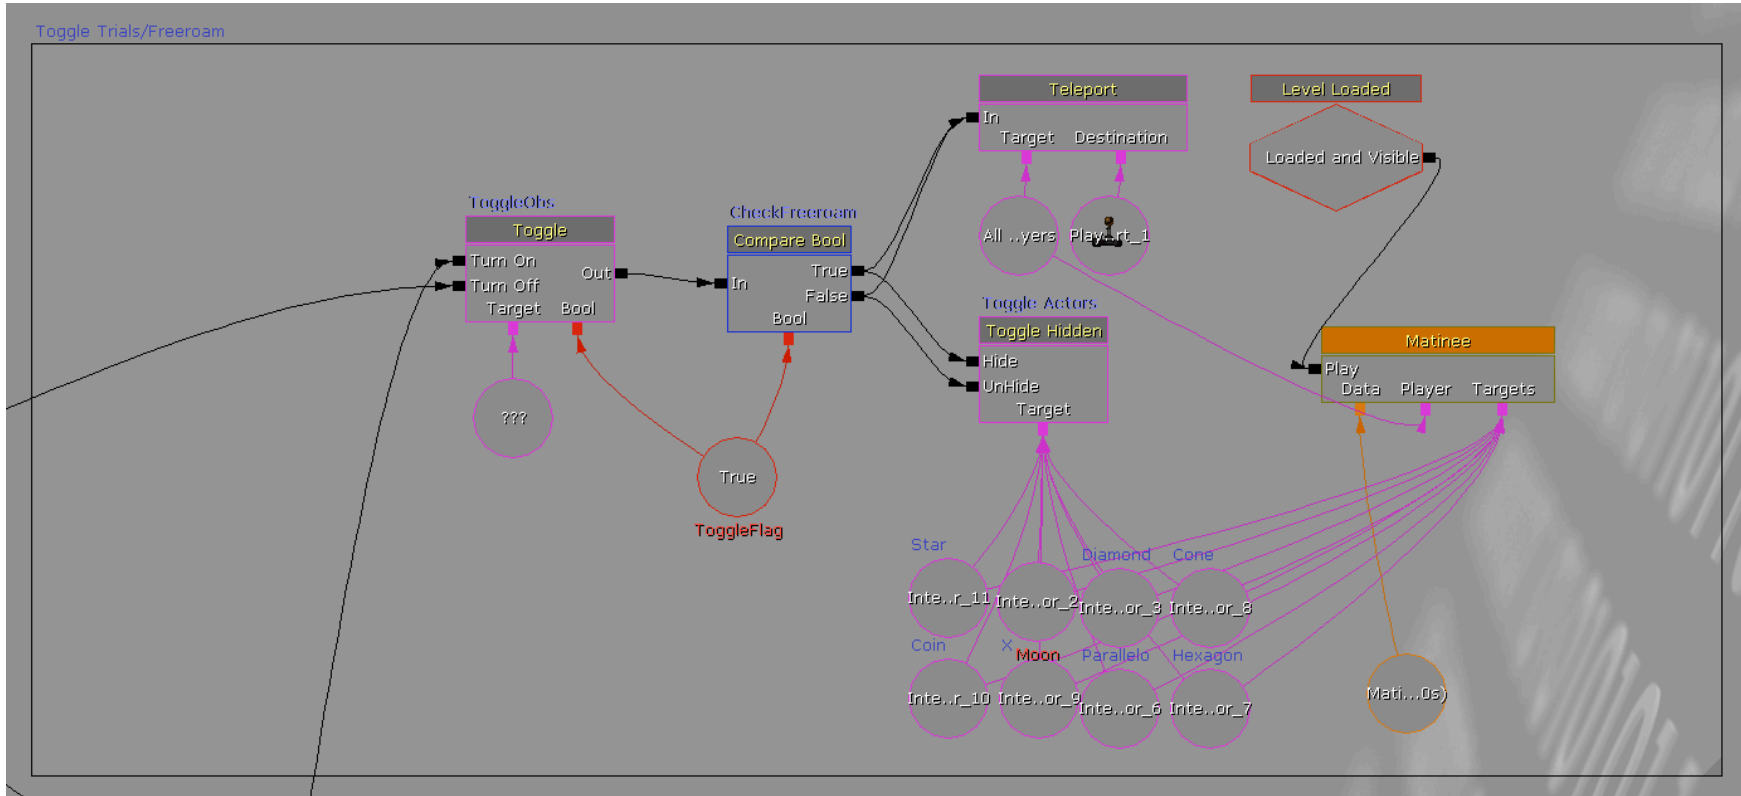 Toggle Trials/Freeroam
ToggleObs
Toggle
Turn On
Turn Off
Out
Target Bool
???
CheckFreeroam
Compare Bool
In
True
False
Bool
True
ToggleFlag
Teleport
In
Target Destination
All ..yers
Play..rt_1
Toggle Actors
Toggle Hidden
Hide
UnHide
Target
Level Loaded
Loaded and Visible
Matinee
Play
Data Player Targets
Star
Diamond Cone
Inte..r_11 Inte..or_2 Inte..or_3 Inte..or_8
Coin X Moon Parallelo Hexagon
Inte..r_10 Inte..or_9 Inte..or_6 Inte..or_7
Mati...0s)